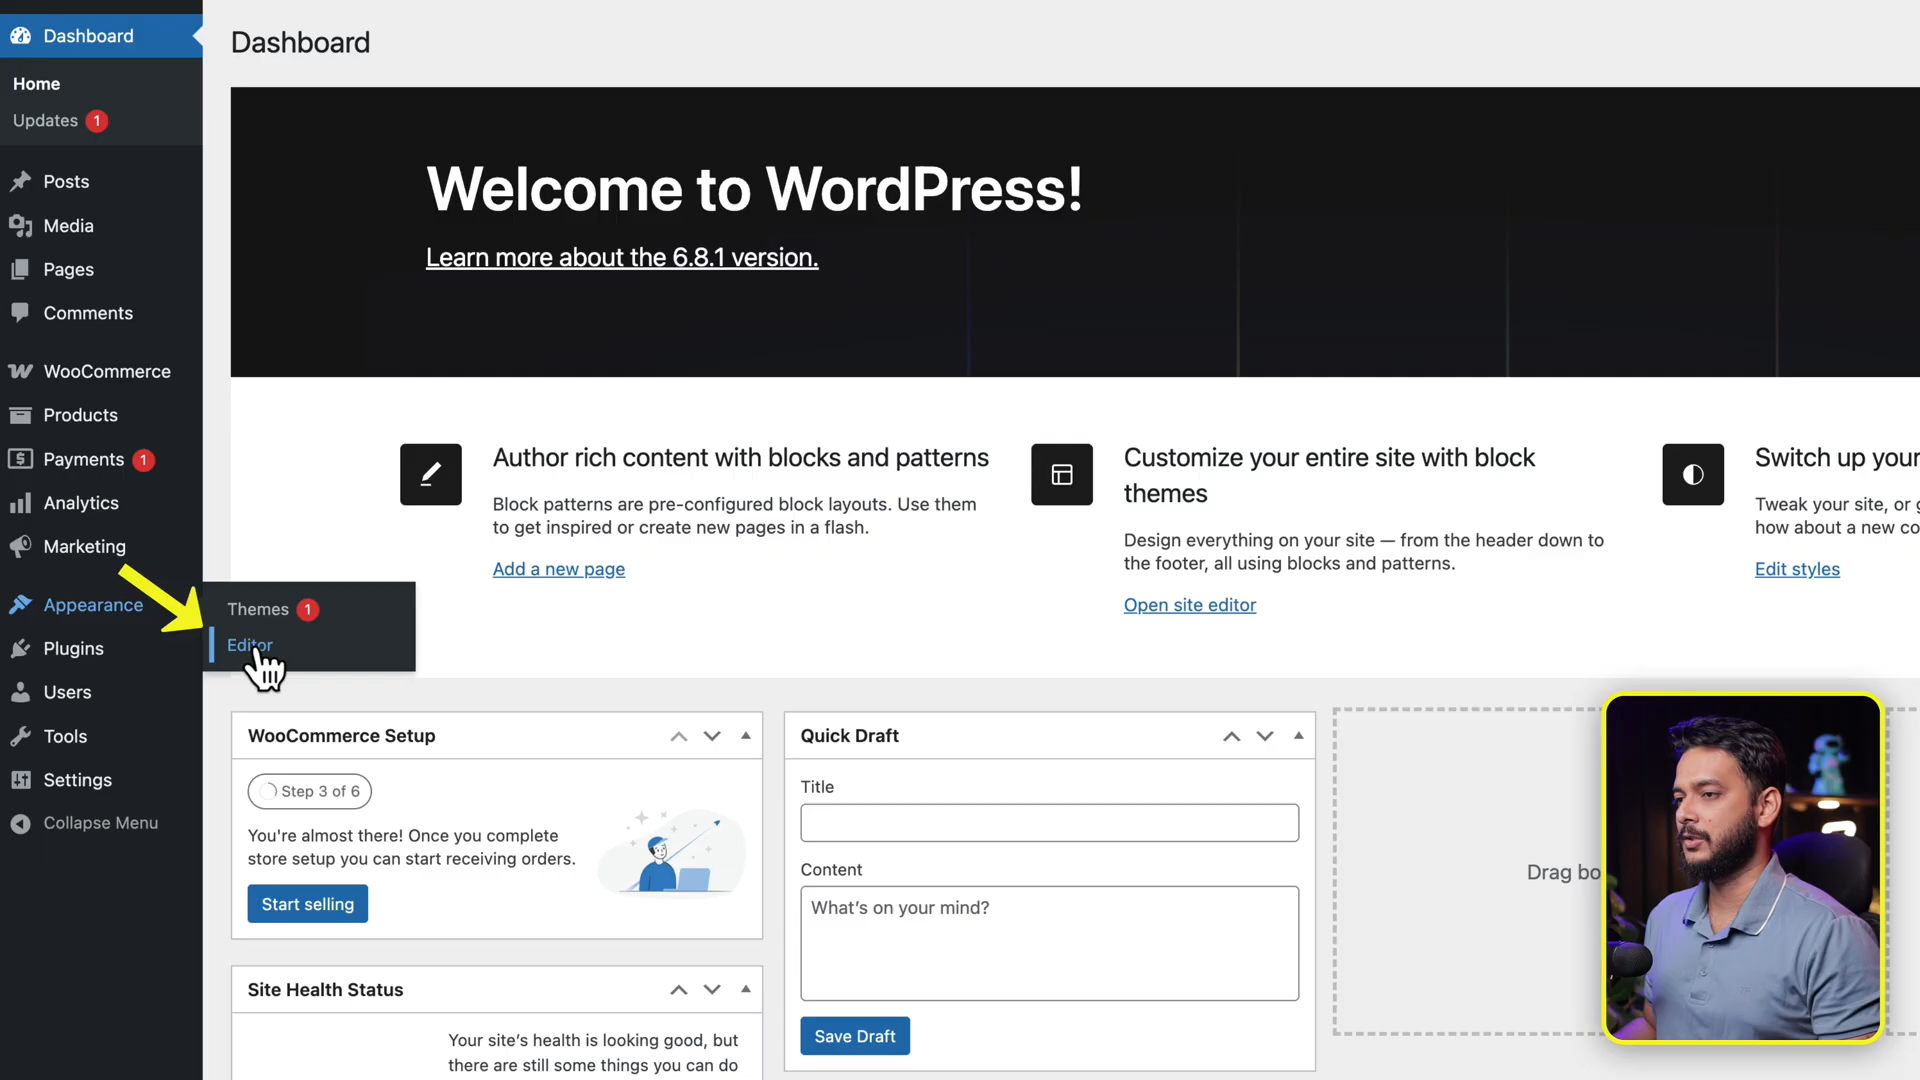 Dashboard
Home
Updates 1
Posts
Media
Pages
Comments
WooCommerce
Products
Payments 1
Analytics
Marketing
Appearance
Plugins
Users
Tools
Settings
Collapse Menu
Themes 1
Editor
Dashboard
Welcome to WordPress!
Learn more about the 6.8.1 version.
Author rich content with blocks and patterns
Block patterns are pre-configured block layouts. Use them
to get inspired or create new pages in a flash.
Add a new page
Customize your entire site with block
themes
Design everything on your site — from the header down to
the footer, all using blocks and patterns.
Open site editor
Switch up your
Tweak your site, or
how about a new
Edit styles
WooCommerce Setup
Step 3 of 6
You're almost there! Once you complete
store setup you can start receiving orders.
Start selling
Site Health Status
Your site's health is looking good, but
there are still some things you can do
Quick Draft
Title
Content
What's on your mind?
Save Draft
Drag